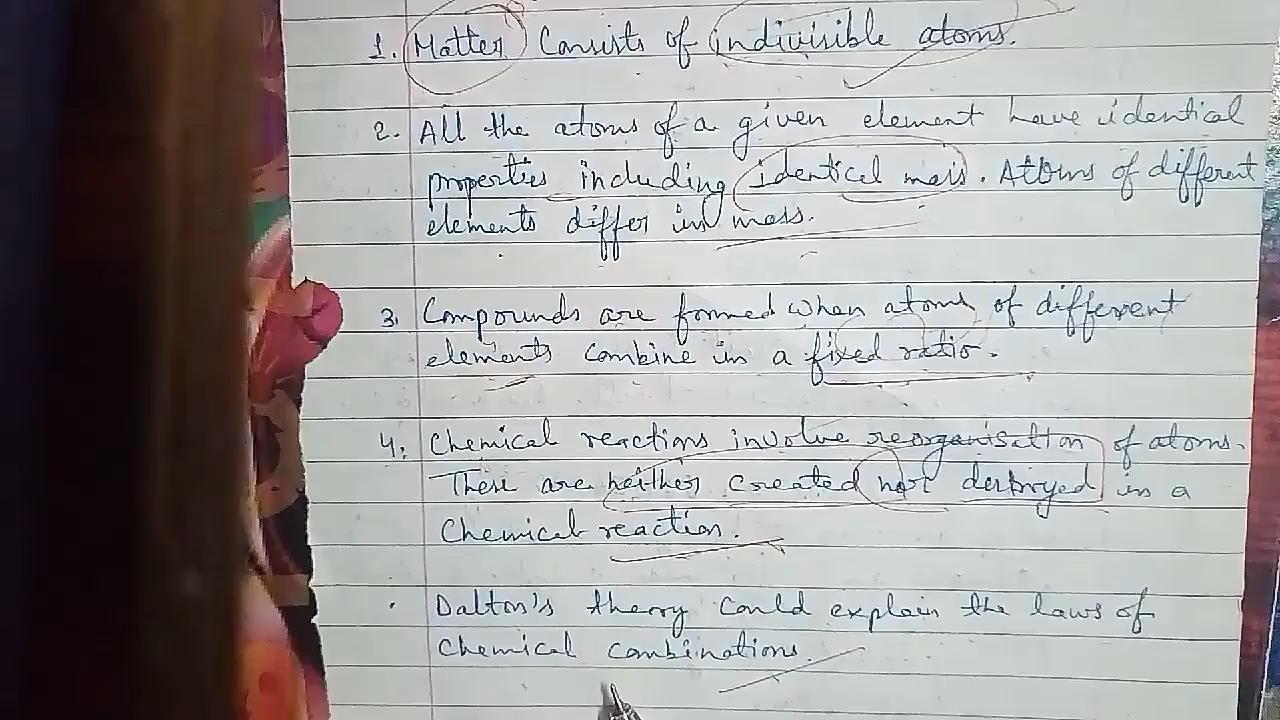 1. Matter Consists of indivisible atoms.
2. All the atoms of a given element have identical
properties including identical mass. Atoms of different
elements differ in mass.
3. Compounds are formed when atoms of different
elements combine in a fixed ratio.
4. Chemical reactions involve reorganisation of atoms.
These are neither created nor destroyed in a
Chemical reaction.
· Dalton's theory could explain the laws of
Chemical combinations.